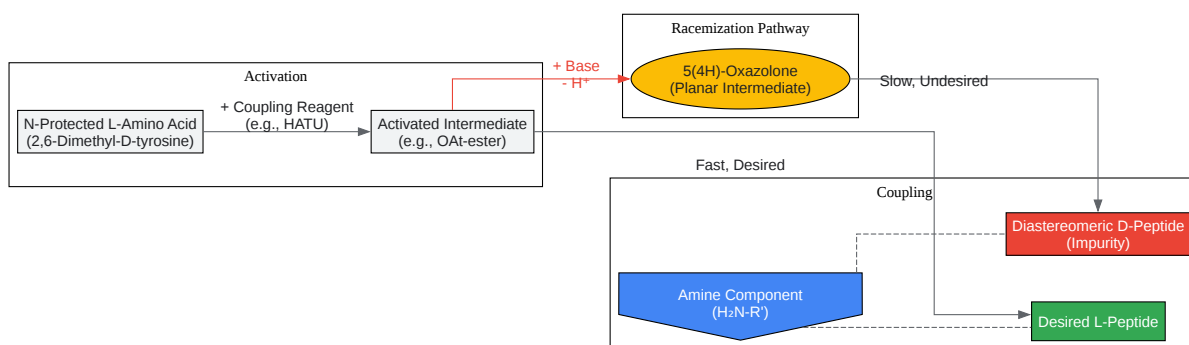 Racemization Pathway
5(4H)-Oxazolone
(Planar Intermediate)
+ Base
- H⁺
Slow, Undesired
Activation
N-Protected L-Amino Acid
(2,6-Dimethyl-D-tyrosine)
+ Coupling Reagent
(e.g., HATU)
Activated Intermediate
(e.g., OAt-ester)
Fast, Desired
Coupling
Diastereomeric D-Peptide
(Impurity)
Amine Component
(H₂N-R')
Desired L-Peptide